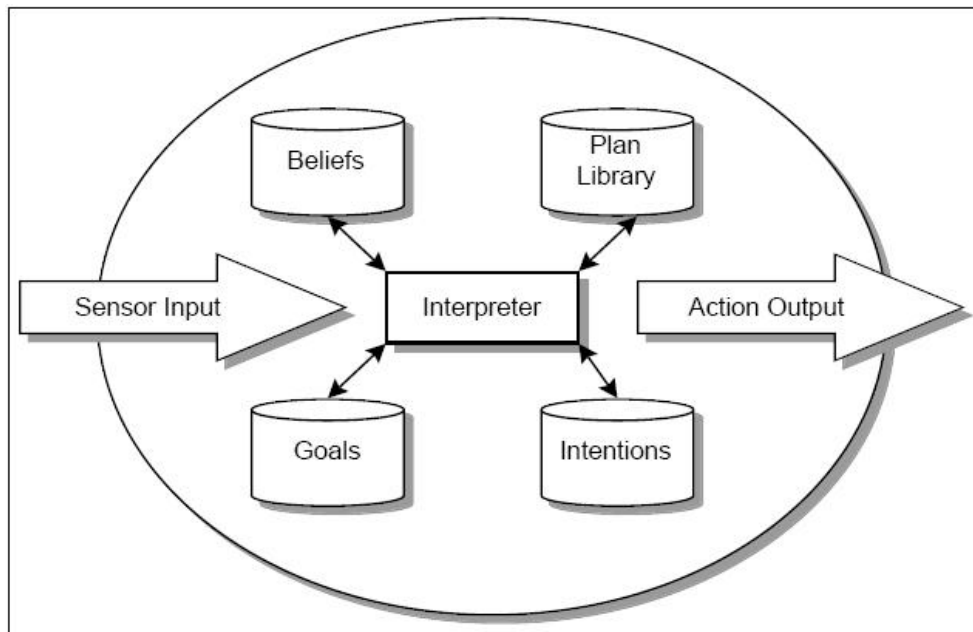 Beliefs
Plan
Library
Sensor Input
Interpreter
Action Output
Goals
Intentions